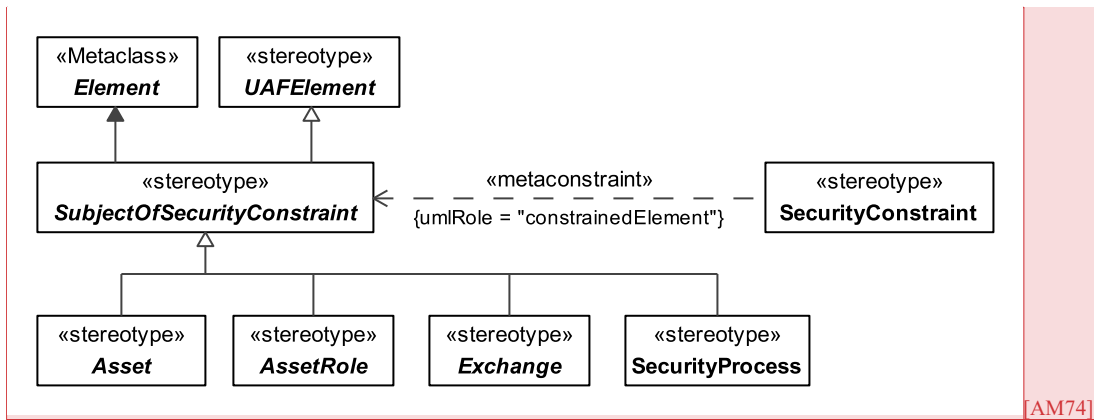 «Metaclass»
Element
«stereotype»
UAFElement
«stereotype»
SubjectOfSecurityConstraint
«metaconstraint»
{umlRole = "constrainedElement"}
«stereotype»
SecurityConstraint
«stereotype»
Asset
«stereotype»
AssetRole
«stereotype»
Exchange
«stereotype»
SecurityProcess
[AM74]